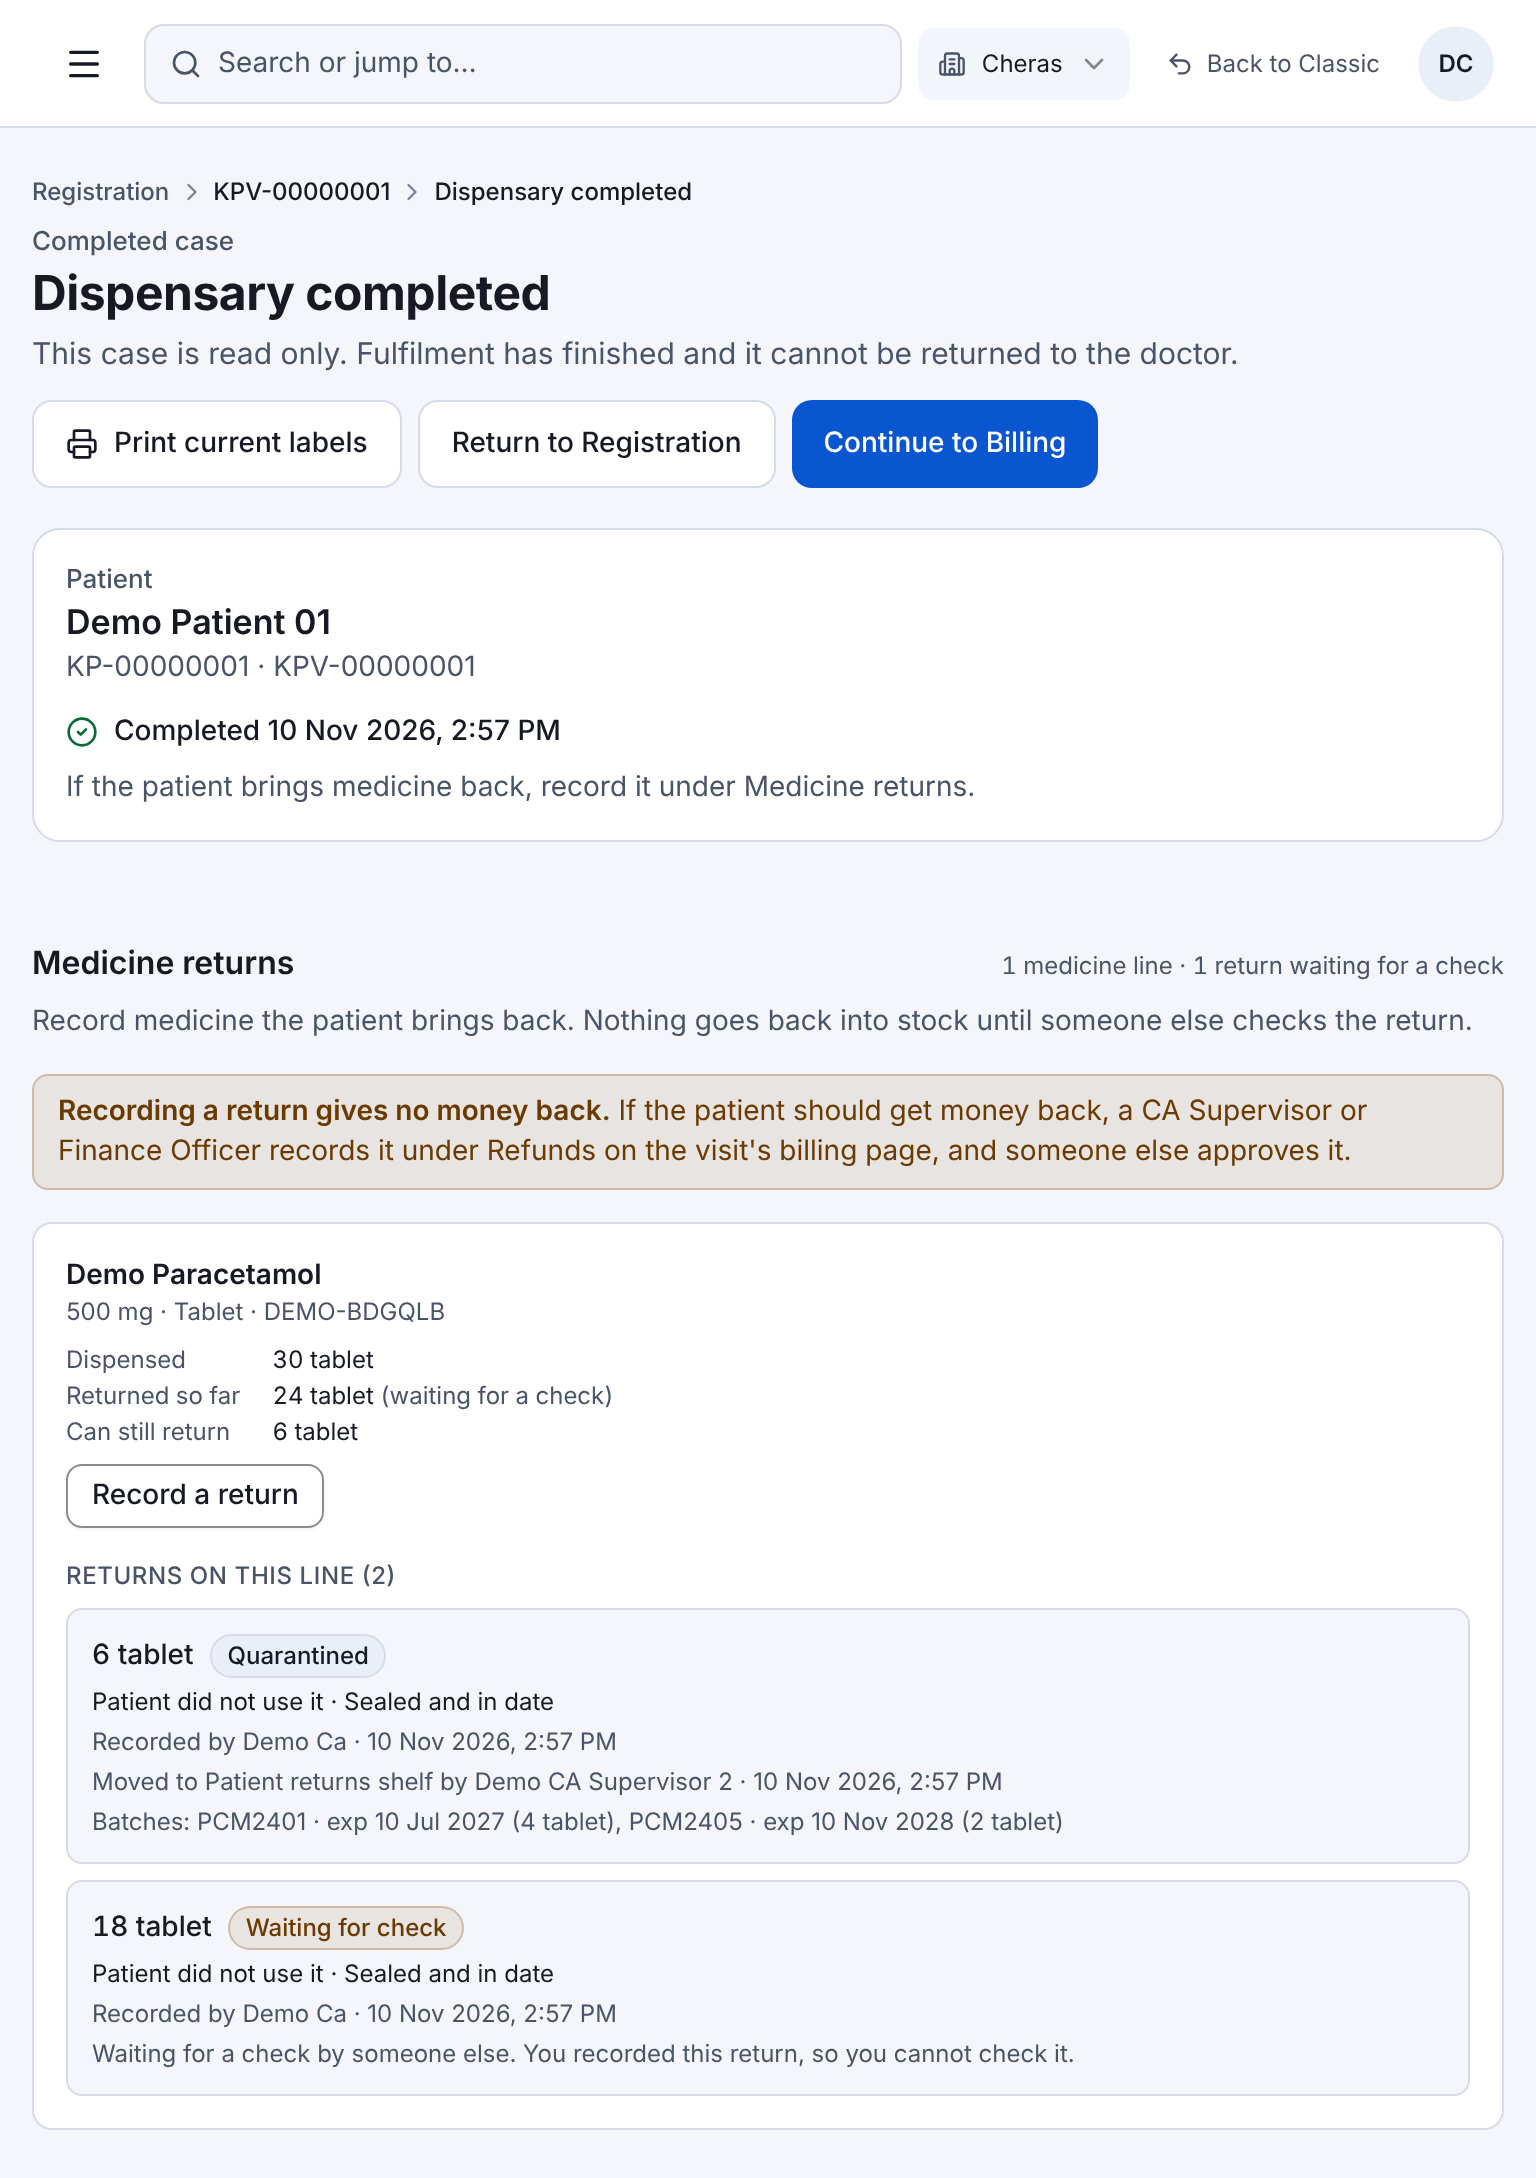 Search or jump to...
Cheras
Back to Classic
DC
Registration > KPV-00000001 > Dispensary completed
Completed case
Dispensary completed
This case is read only. Fulfilment has finished and it cannot be returned to the doctor.
Print current labels
Return to Registration
Continue to Billing
Patient
Demo Patient 01
KP-00000001 · KPV-00000001
Completed 10 Nov 2026, 2:57 PM
If the patient brings medicine back, record it under Medicine returns.
Medicine returns
1 medicine line · 1 return waiting for a check
Record medicine the patient brings back. Nothing goes back into stock until someone else checks the return.
Recording a return gives no money back. If the patient should get money back, a CA Supervisor or
Finance Officer records it under Refunds on the visit's billing page, and someone else approves it.
Demo Paracetamol
500 mg · Tablet · DEMO-BDGQLB
Dispensed 30 tablet
Returned so far 24 tablet (waiting for a check)
Can still return 6 tablet
Record a return
RETURNS ON THIS LINE (2)
6 tablet Quarantined
Patient did not use it · Sealed and in date
Recorded by Demo Ca · 10 Nov 2026, 2:57 PM
Moved to Patient returns shelf by Demo CA Supervisor 2 · 10 Nov 2026, 2:57 PM
Batches: PCM2401 · exp 10 Jul 2027 (4 tablet), PCM2405 · exp 10 Nov 2028 (2 tablet)
18 tablet Waiting for check
Patient did not use it · Sealed and in date
Recorded by Demo Ca · 10 Nov 2026, 2:57 PM
Waiting for a check by someone else. You recorded this return, so you cannot check it.